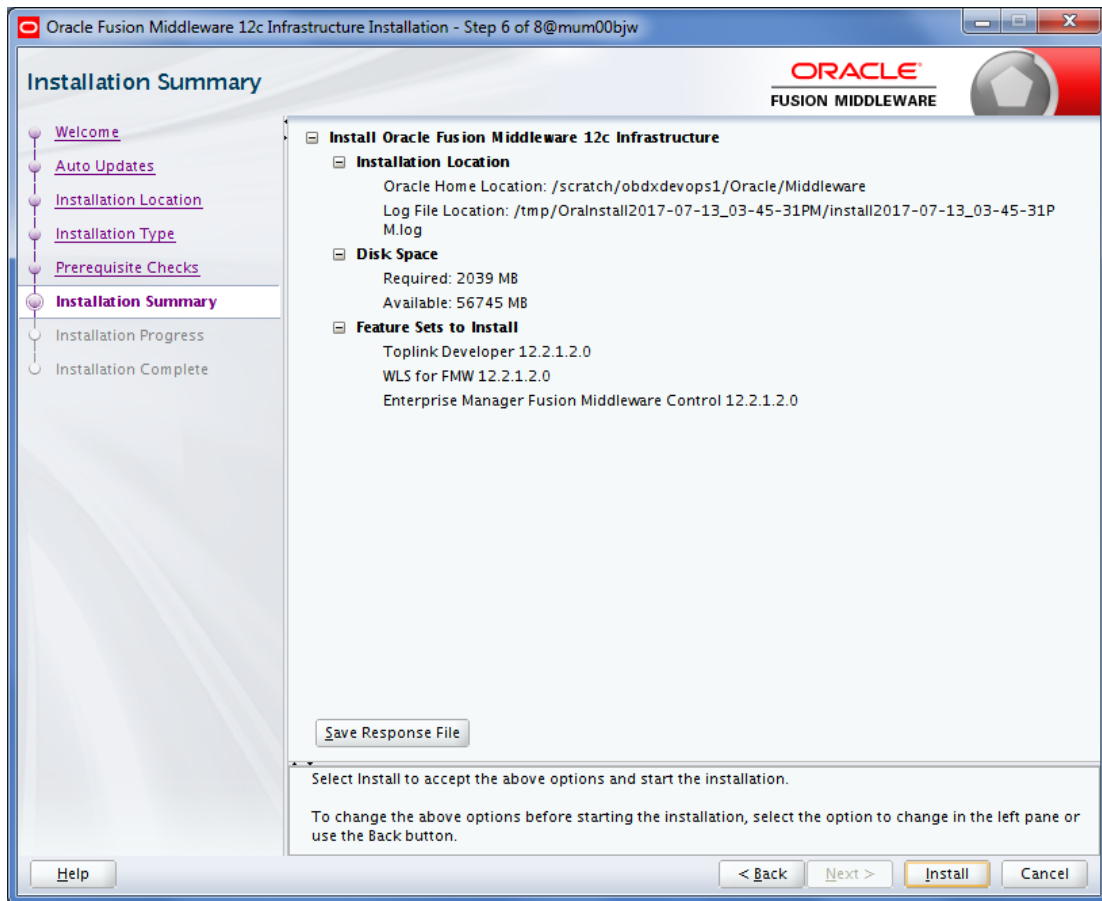 Oracle Fusion Middleware 12c Infrastructure Installation - Step 6 of 8@mum00bjw
Installation Summary
ORACLE®
FUSION MIDDLEWARE
Welcome
Auto Updates
Installation Location
Installation Type
Prerequisite Checks
Installation Summary
Installation Progress
Installation Complete
Install Oracle Fusion Middleware 12c Infrastructure
Installation Location
Oracle Home Location: /scratch/obdxdevops1/Oracle/Middleware
Log File Location: /tmp/OraInstall2017-07-13_03-45-31PM/install2017-07-13_03-45-31P
M.log
Disk Space
Required: 2039 MB
Available: 56745 MB
Feature Sets to Install
Toplink Developer 12.2.1.2.0
WLS for FMW 12.2.1.2.0
Enterprise Manager Fusion Middleware Control 12.2.1.2.0
Save Response File
Select Install to accept the above options and start the installation.
To change the above options before starting the installation, select the option to change in the left pane or
use the Back button.
Help
< Back
Next >
Install
Cancel